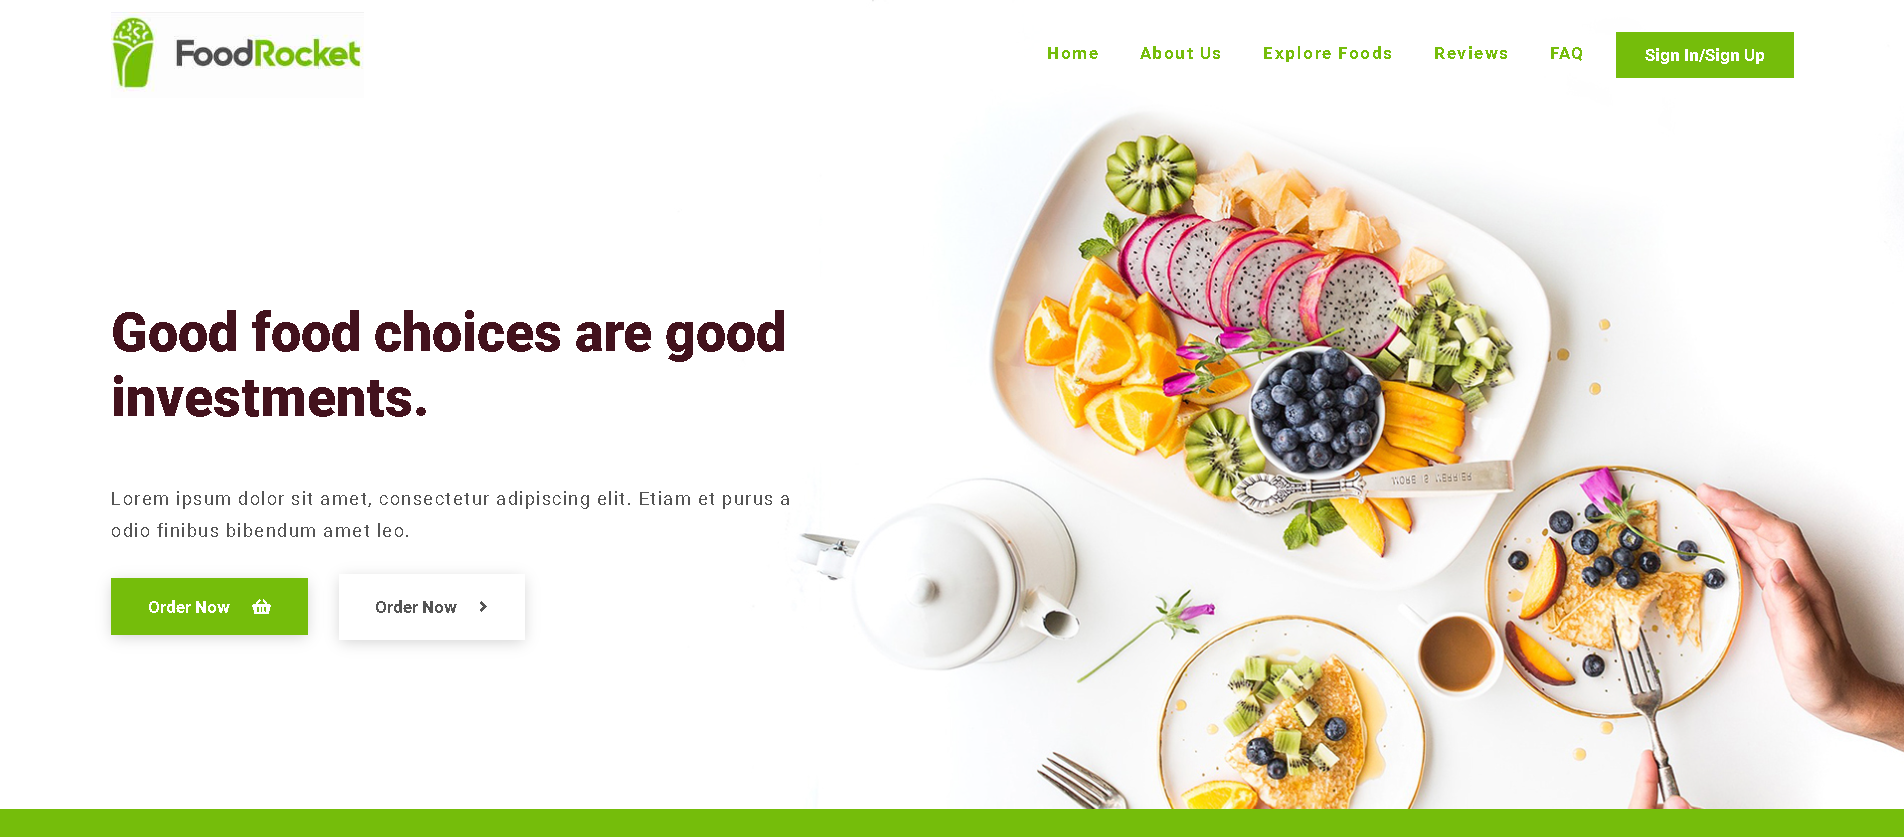 FoodRocket
Home About Us Explore Foods Reviews FAQ Sign In/Sign Up
Good food choices are good
investments.
Lorem ipsum dolor sit amet, consectetur adipiscing elit. Etiam et purus a
odio finibus bibendum amet leo.
Order Now Order Now